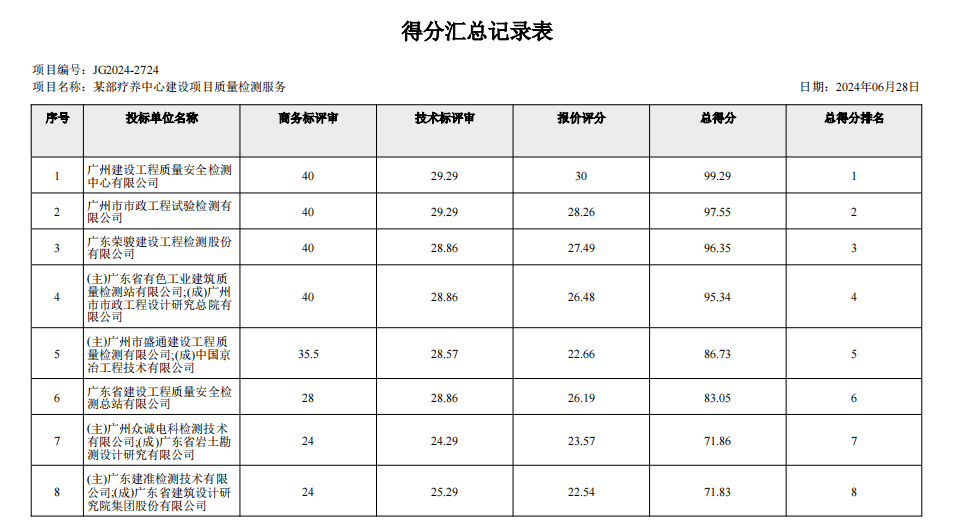 得分汇总记录表
项目编号：JG2024-2724
项目名称：某部疗养中心建设项目质量检测服务 日期：2024年06月28日
序号 投标单位名称 商务标评审 技术标评审 报价评分 总得分 总得分排名
1 广州建设工程质量安全检测 40 29.29 30 99.29 1
中心有限公司
2 广州市市政工程试验检测有 40 29.29 28.26 97.55 2
限公司
3 广东荣骏建设工程检测股份 40 28.86 27.49 96.35 3
有限公司
(主)广东省有色工业建筑质
4 量检测站有限公司;(成)广州 40 28.86 26.48 95.34 4
市市政工程设计研究总院有
限公司
(主)广州市盛通建设工程质
5 量检测有限公司;(成)中国京 35.5 28.57 22.66 86.73 5
冶工程技术有限公司
6 广东省建设工程质量安全检 28 28.86 26.19 83.05 6
测总站有限公司
(主)广州众诚电科检测技术
7 有限公司;(成)广东省岩土勘 24 24.29 23.57 71.86 7
测设计研究有限公司
(主)广东建准检测技术有限
8 公司;(成)广东省建筑设计研 24 25.29 22.54 71.83 8
究院集团股份有限公司